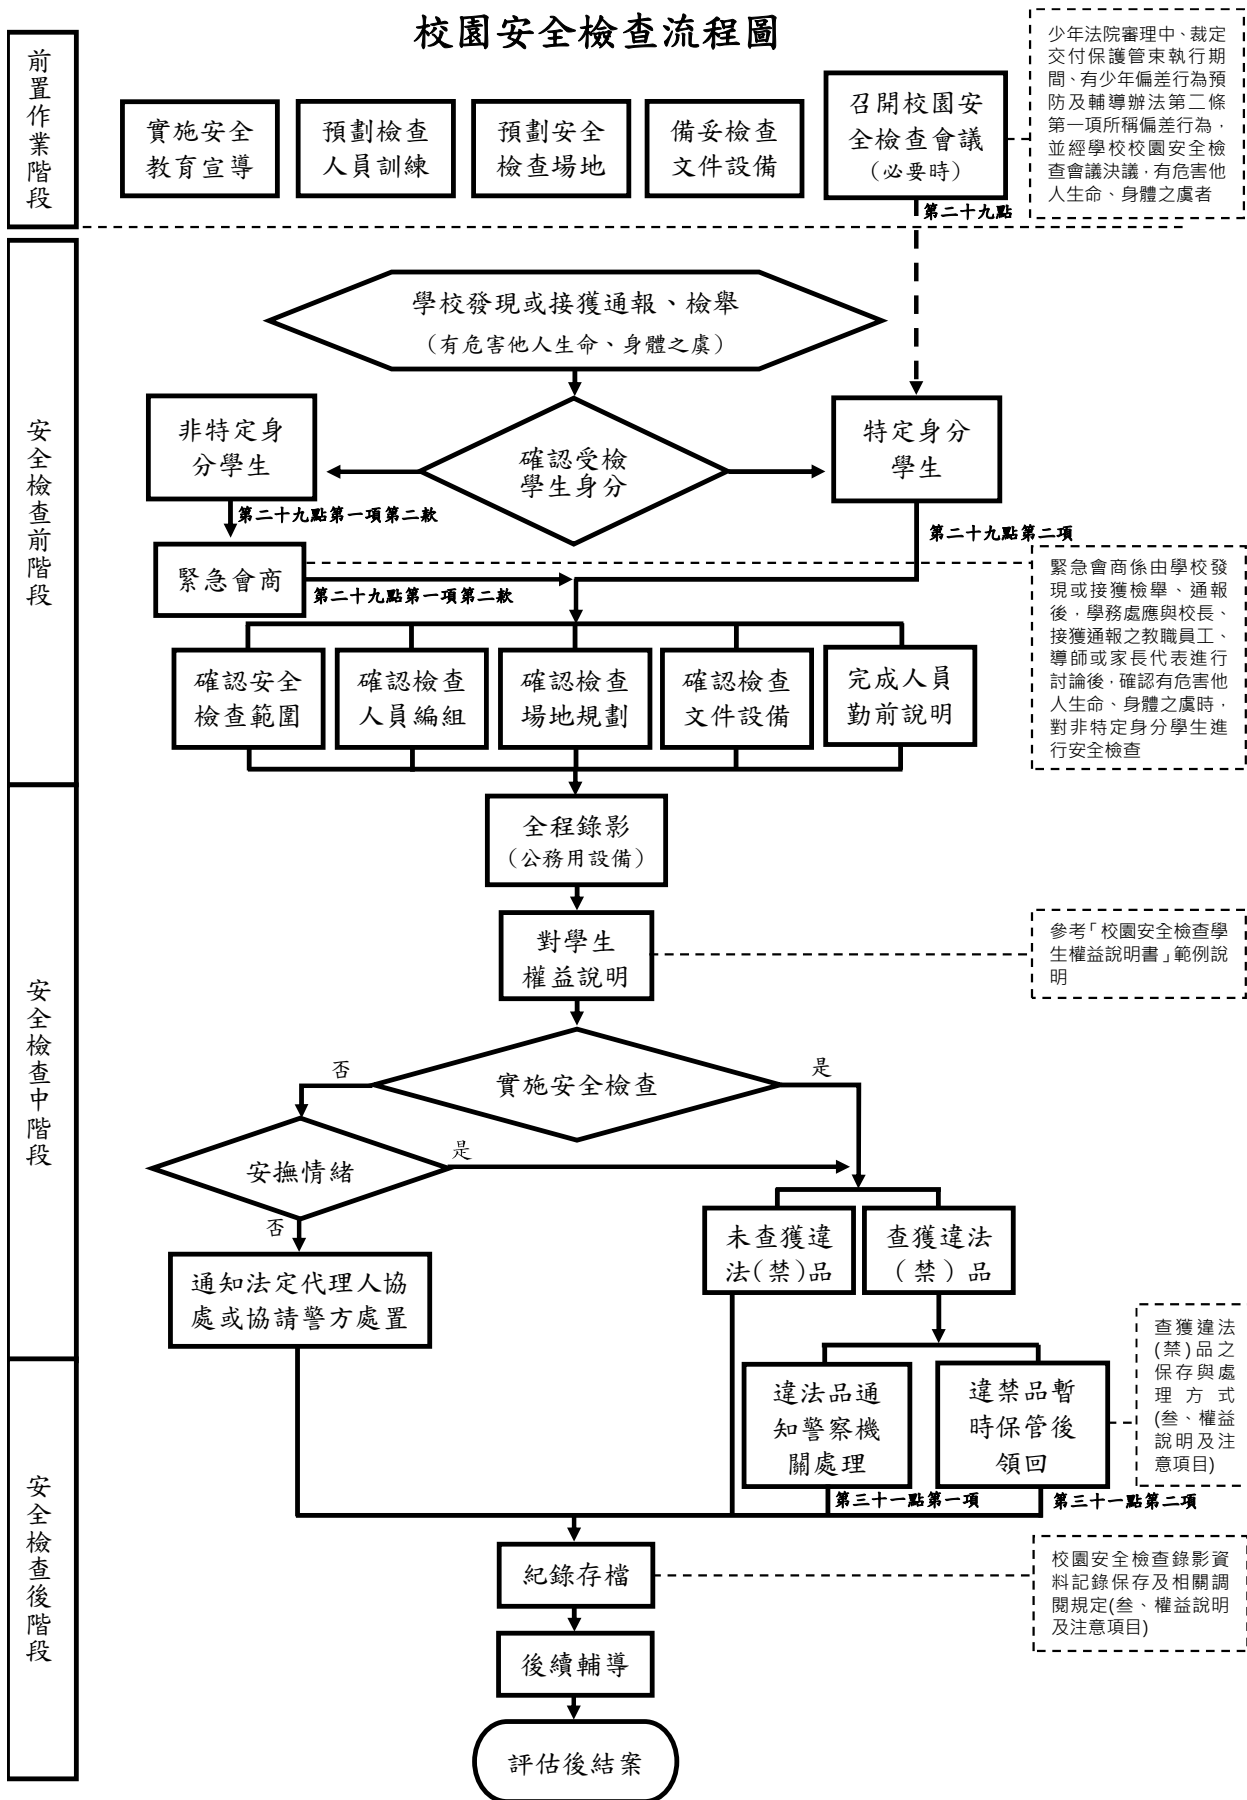 校園安全檢查流程圖
前置作業階段
實施安全
教育宣導
預劃檢查
人員訓練
預劃安全
檢查場地
備妥檢查
文件設備
召開校園安
全檢查會議
（必要時）
少年法院審理中、裁定
交付保護管束執行期
間、有少年偏差行為預
防及輔導辦法第二條
第一項所稱偏差行為，
並經學校校園安全檢
查會議決議，有危害他
人生命、身體之虞者
第二十九點
安全檢查前階段
學校發現或接獲通報、檢舉
（有危害他人生命、身體之虞）
非特定身
分學生
確認受檢
學生身分
特定身分
學生
第二十九點第一項第二款
第二十九點第二項
緊急會商
第二十九點第一項第二款
緊急會商係由學校發
現或接獲檢舉、通報
後，學務處應與校長、
接獲通報之教職員工、
導師或家長代表進行
討論後，確認有危害他
人生命、身體之虞時，
對非特定身分學生進
行安全檢查
確認安全
檢查範圍
確認檢查
人員編組
確認檢查
場地規劃
確認檢查
文件設備
完成人員
勤前說明
安全檢查中階段
全程錄影
（公務用設備）
對學生
權益說明
參考「校園安全檢查學
生權益說明書」範例說
明
否
實施安全檢查
是
安撫情緒
是
否
未查獲違
法(禁)品
查獲違法
（禁）品
通知法定代理人協
處或協請警方處置
查獲違法
(禁)品之
保存與處
理方式
(叁、權益
說明及注
意項目)
安全檢查後階段
違法品通
知警察機
關處理
違禁品暫
時保管後
領回
第三十一點第一項
第三十一點第二項
紀錄存檔
校園安全檢查錄影資
料記錄保存及相關調
閱規定(叁、權益說明
及注意項目)
後續輔導
評估後結案